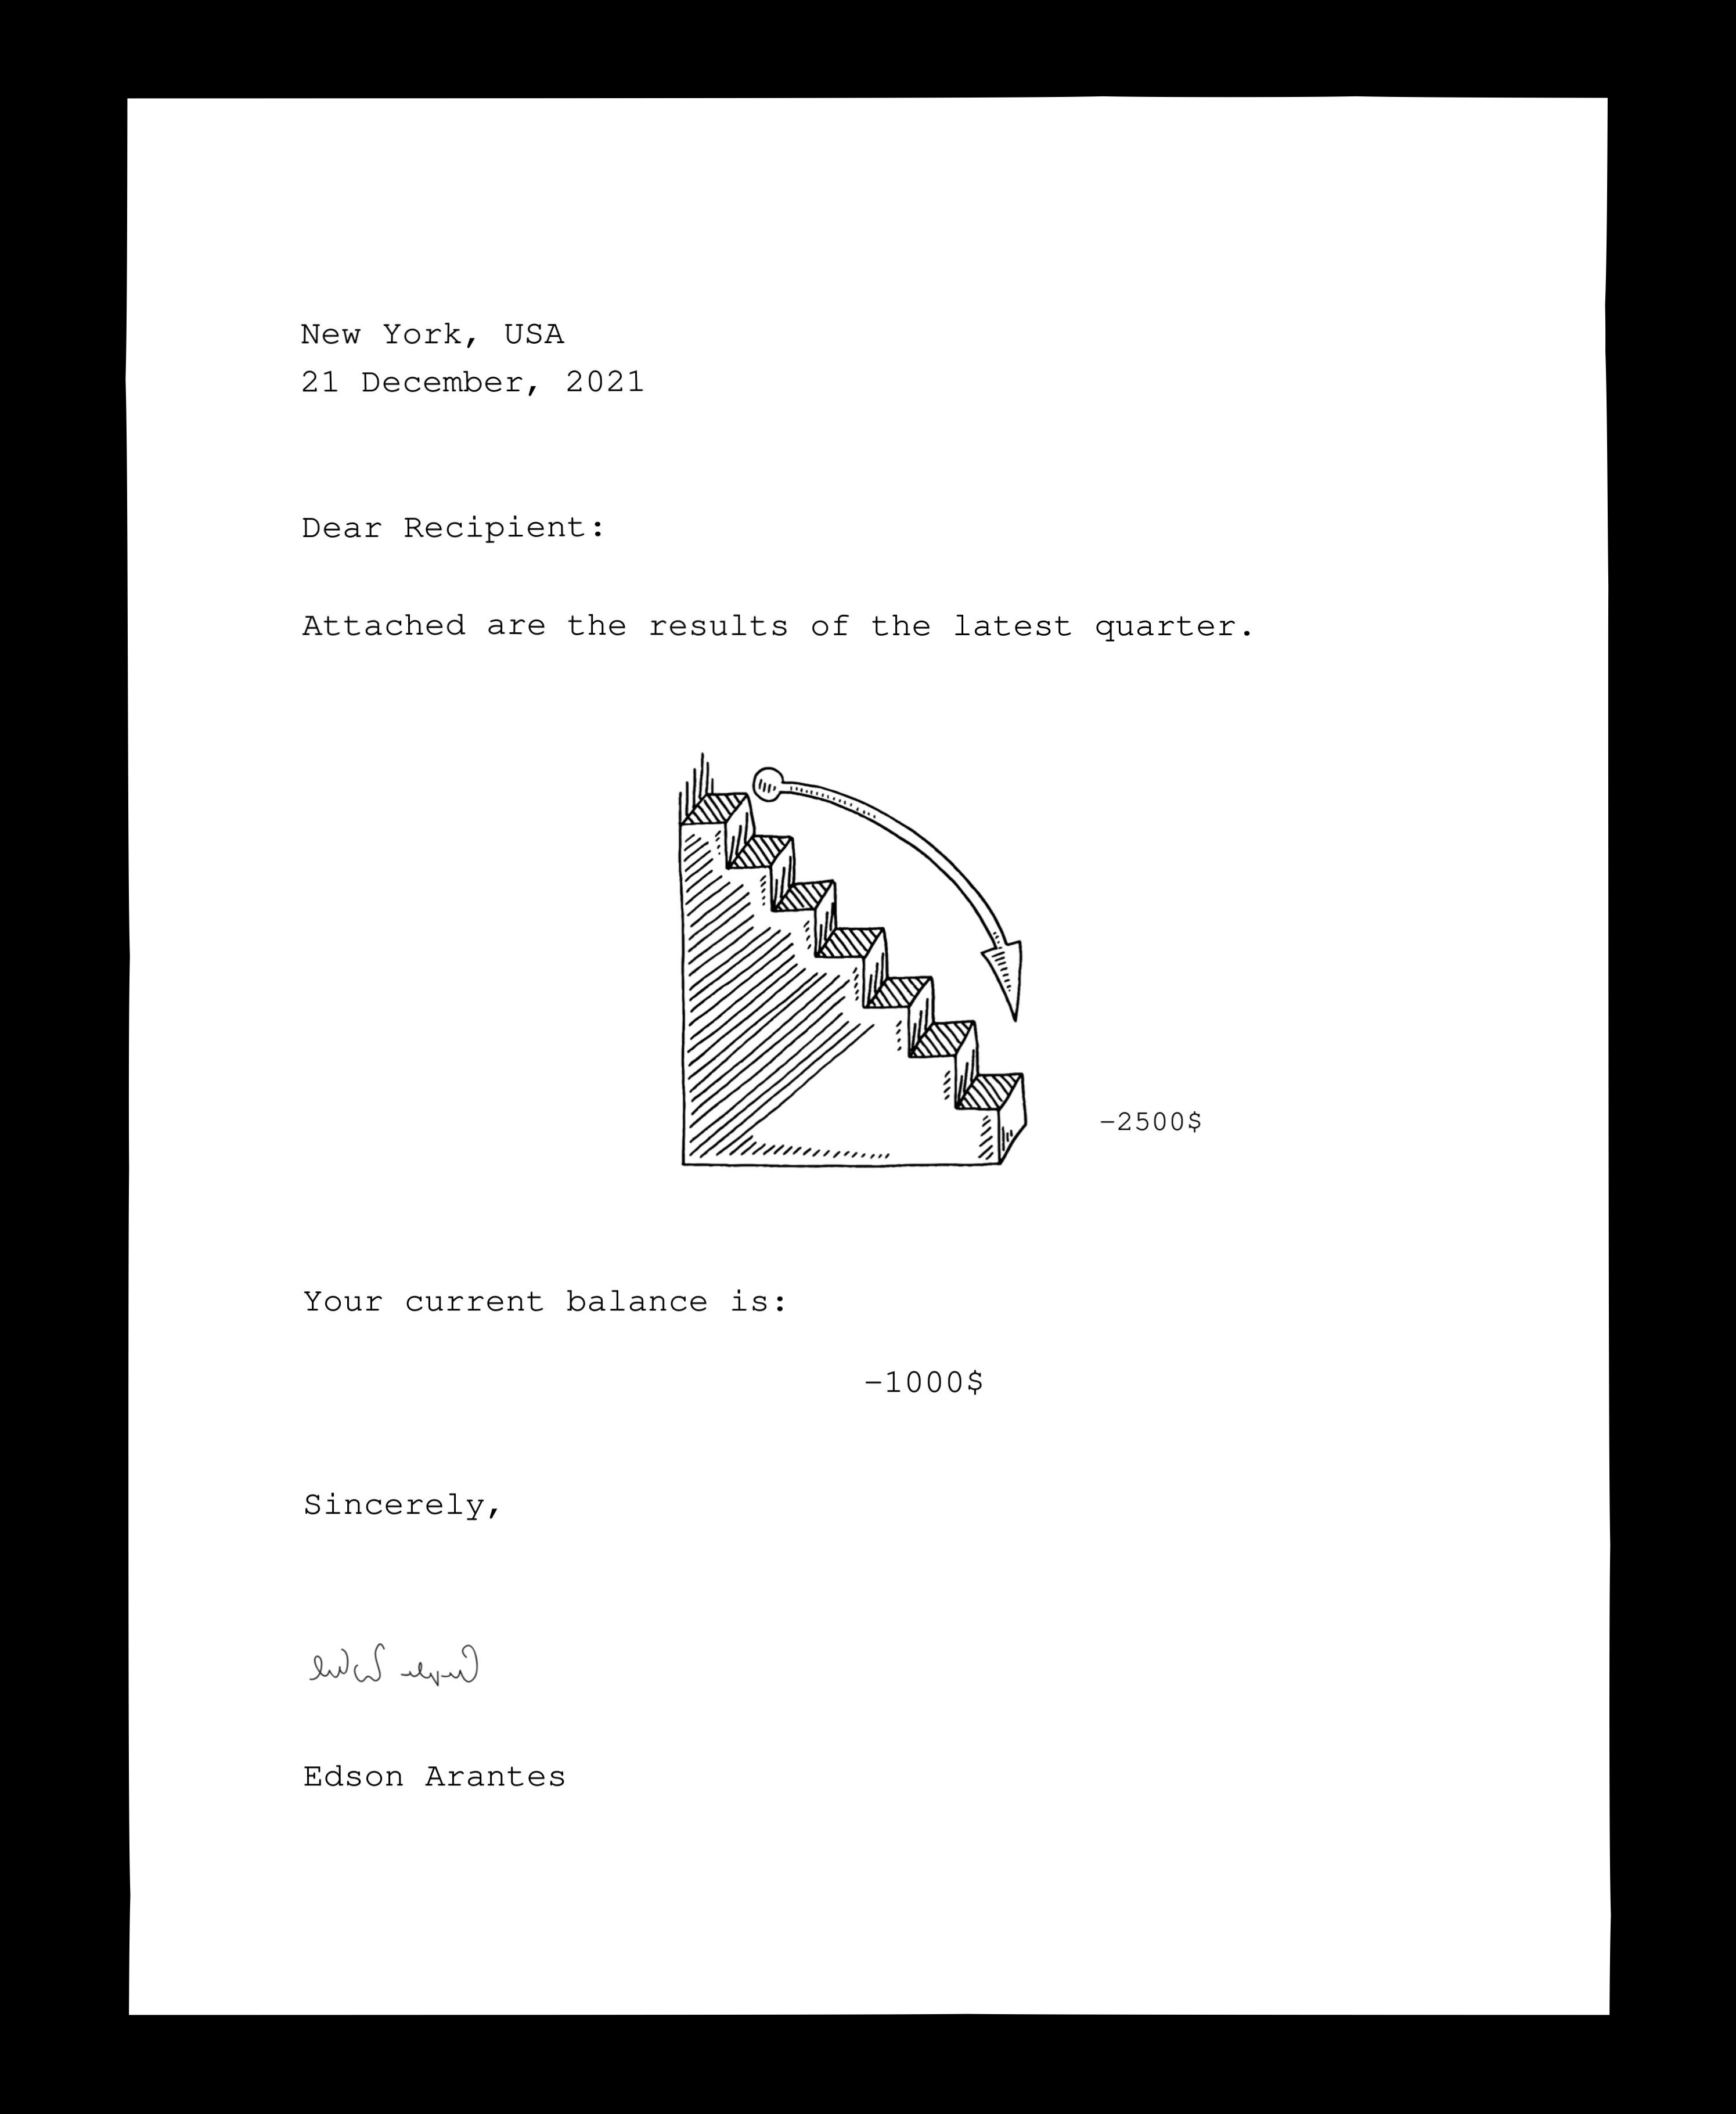 New York, USA
21 December, 2021
Dear Recipient:
Attached are the results of the latest quarter.
-2500$
Your current balance is:
-1000$
Sincerely,
Edson Arantes